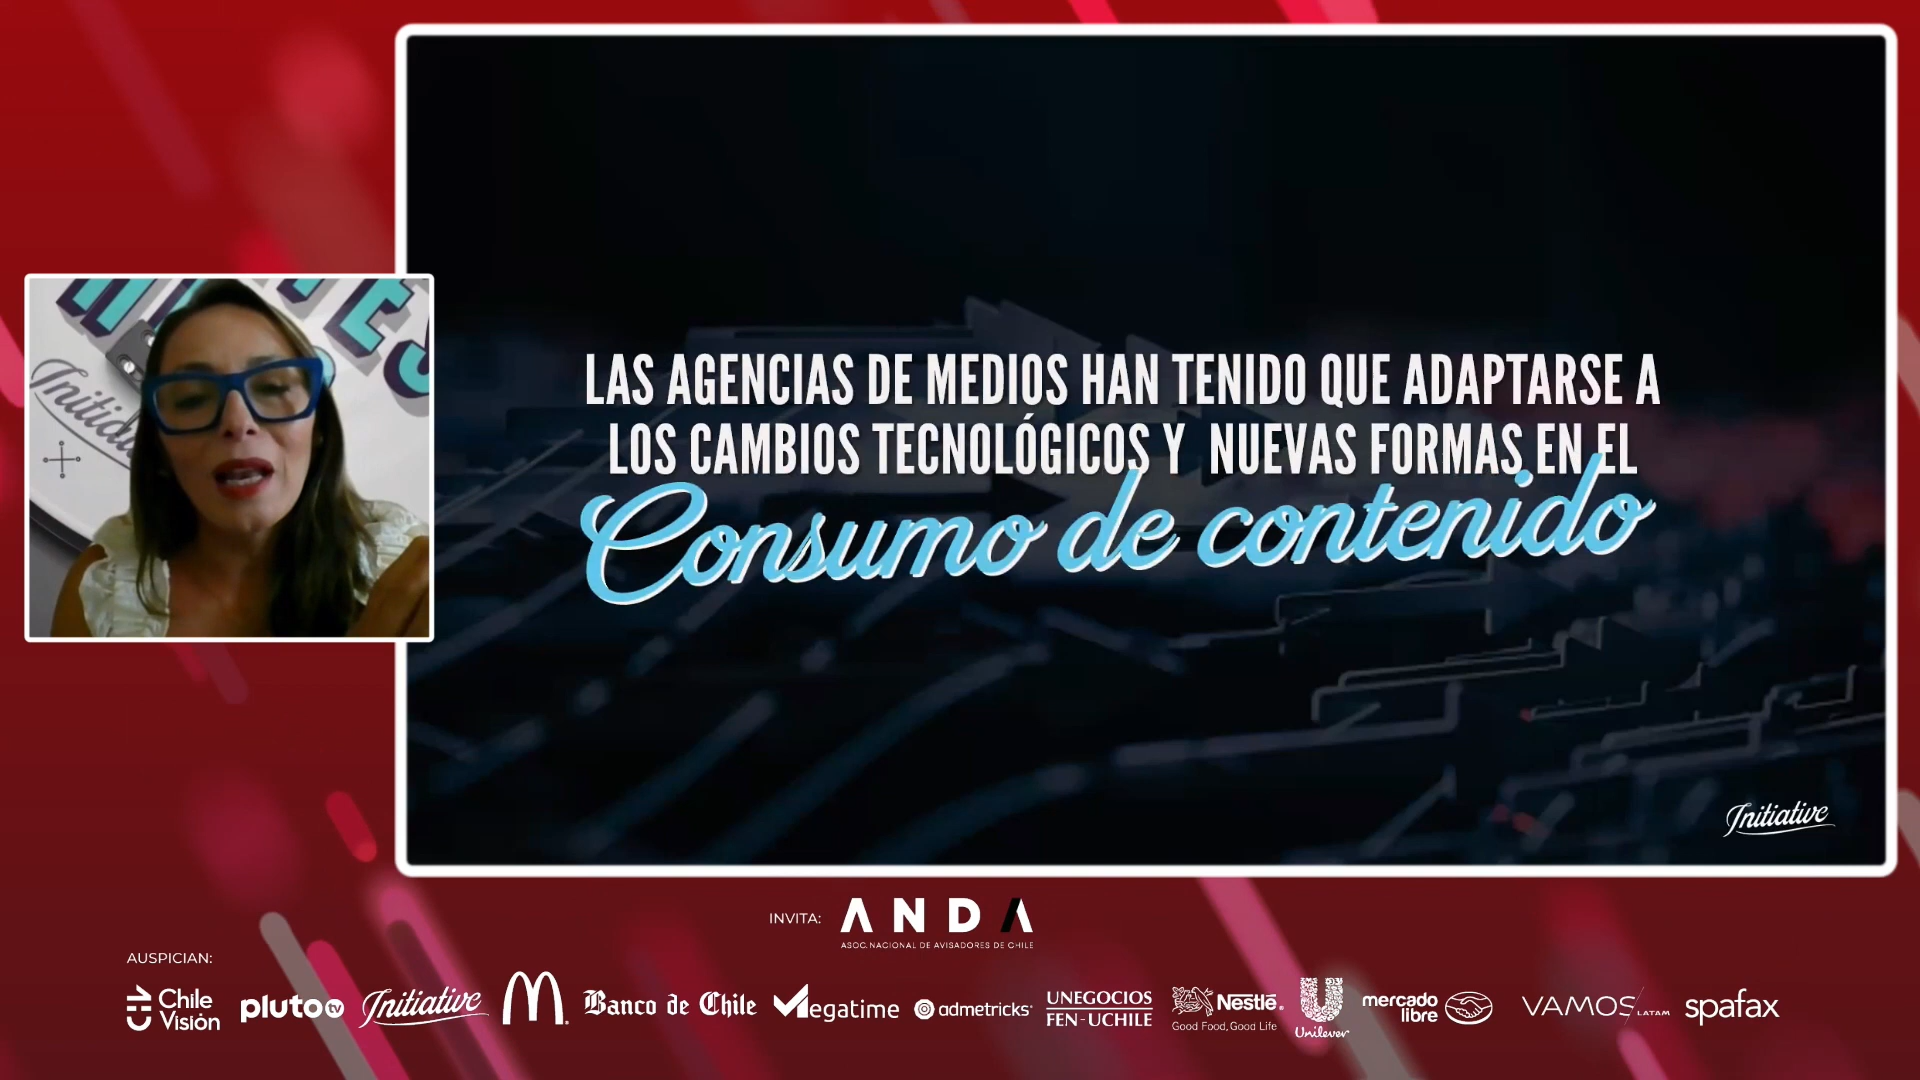 LAS AGENCIAS DE MEDIOS HAN TENIDO QUE ADAPTARSE A
LOS CAMBIOS TECNOLÓGICOS Y NUEVAS FORMAS EN EL
Consumo de contenido
Initiative
INVITA:
ANDA
ASOC. NACIONAL DE AVISADORES DE CHILE
AUSPICIAN:
Chile
Visión
pluto tv
Initiative
Banco de Chile
Megatime
admetricks
UNEGOCIOS
FEN-UCHILE
Nestlé
Good Food, Good Life
Unilever
mercado
libre
VAMOS LATAM
spafax